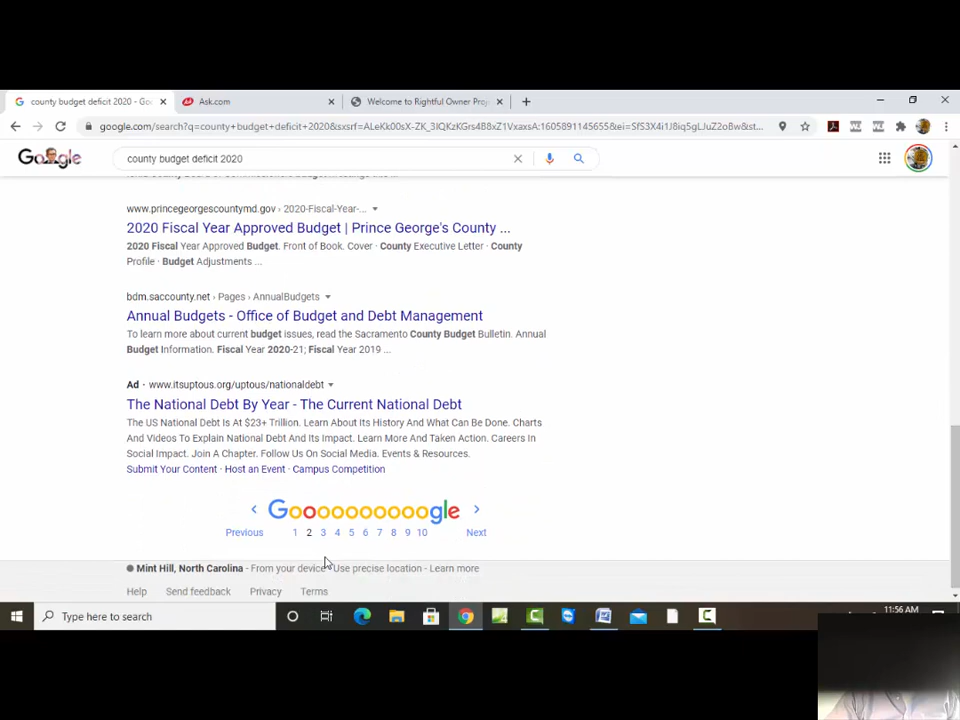 county budget deficit 2020 - Go
Ask.com
Welcome to Rightful Owner Proj
google.com/search?q=county+budget+deficit+2020&sxsrf=ALeKk00sX-ZK_3IQKzKGrs4B8xZ1VxaxsA:1605891145655&ei=SfS3X4i1J8iq5gLJuZ2oBw&st...
county budget deficit 2020
www.princegeorgescountymd.gov › 2020-Fiscal-Year-...
2020 Fiscal Year Approved Budget | Prince George's County ...
2020 Fiscal Year Approved Budget. Front of Book. Cover · County Executive Letter · County
Profile · Budget Adjustments ...
bdm.saccounty.net › Pages › AnnualBudgets
Annual Budgets - Office of Budget and Debt Management
To learn more about current budget issues, read the Sacramento County Budget Bulletin. Annual
Budget Information. Fiscal Year 2020-21; Fiscal Year 2019 ...
Ad · www.itsuptous.org/uptous/nationaldebt
The National Debt By Year - The Current National Debt
The US National Debt Is At $23+ Trillion. Learn About Its History And What Can Be Done. Charts
And Videos To Explain National Debt And Its Impact. Learn More And Taken Action. Careers In
Social Impact. Join A Chapter. Follow Us On Social Media. Events & Resources.
Submit Your Content · Host an Event · Campus Competition
Goooooooooogle
Previous 1 2 3 4 5 6 7 8 9 10 Next
Mint Hill, North Carolina - From your device - Use precise location - Learn more
Help Send feedback Privacy Terms
Type here to search
11:56 AM